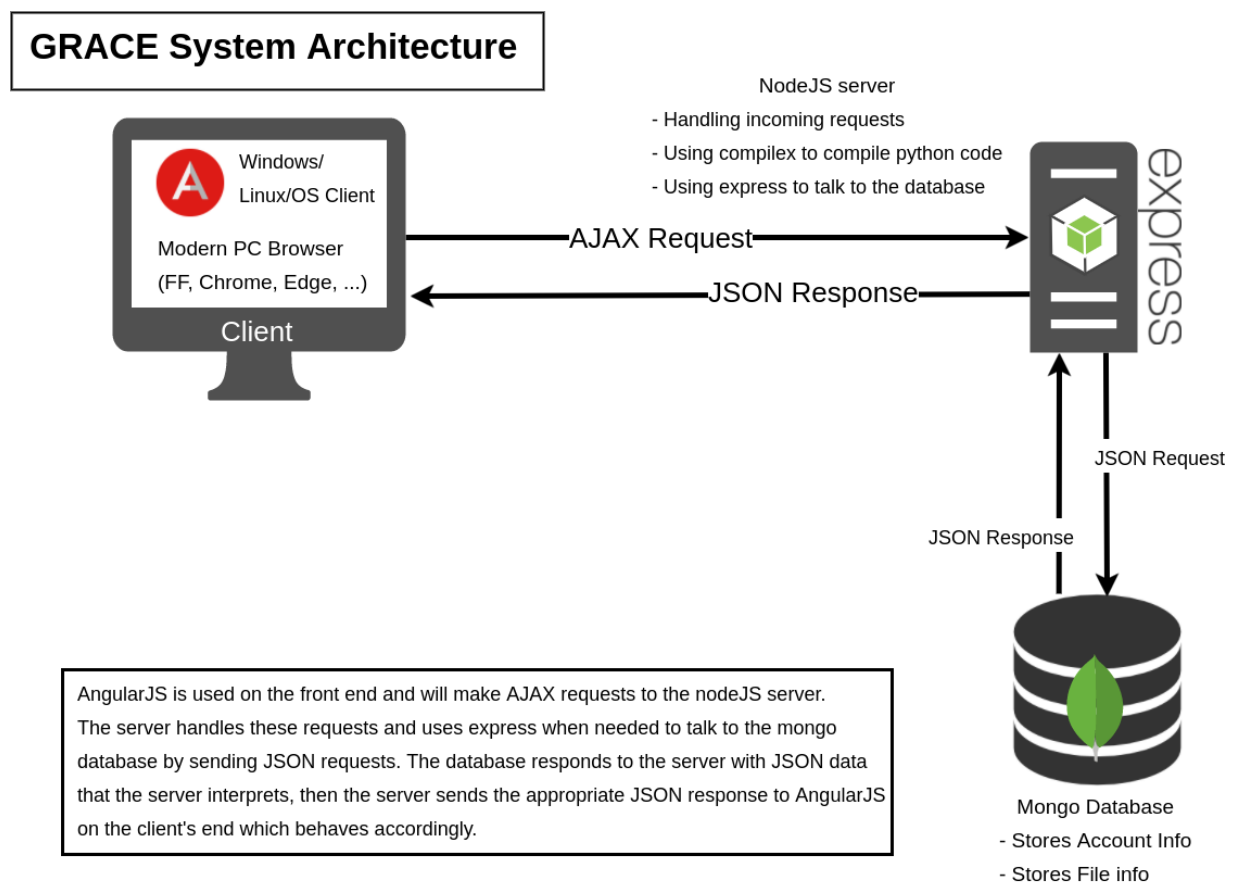 GRACE System Architecture
NodeJS server
- Handling incoming requests
- Using compilex to compile python code
- Using express to talk to the database
Windows/
Linux/OS Client
Modern PC Browser
(FF, Chrome, Edge, ...)
Client
AJAX Request
JSON Response
express
JSON Request
JSON Response
AngularJS is used on the front end and will make AJAX requests to the nodeJS server.
The server handles these requests and uses express when needed to talk to the mongo
database by sending JSON requests. The database responds to the server with JSON data
that the server interprets, then the server sends the appropriate JSON response to AngularJS
on the client's end which behaves accordingly.
Mongo Database
- Stores Account Info
- Stores File info